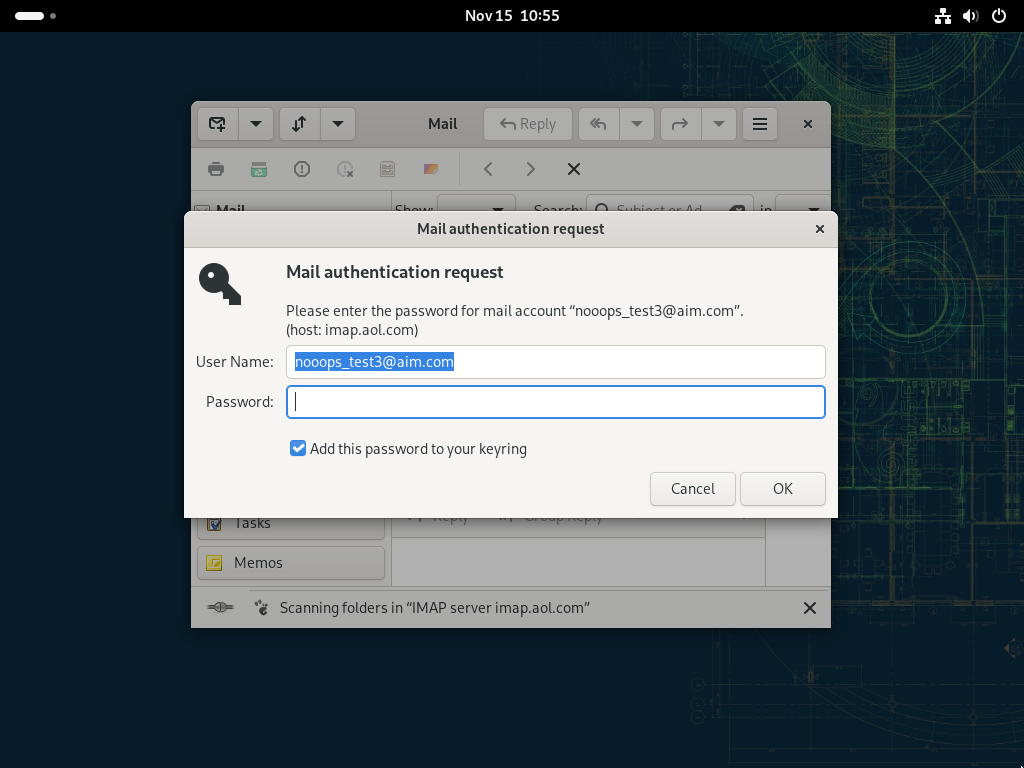 Nov 15 10:55
Mail
Reply
Mail
Show:
Search:
Subject or Ad
in
Mail authentication request
Mail authentication request
Please enter the password for mail account “nooops_test3@aim.com”.
(host: imap.aol.com)
User Name:
nooops_test3@aim.com
Password:
Add this password to your keyring
Cancel
OK
Reply
Group Reply
Tasks
Memos
Scanning folders in “IMAP server imap.aol.com”